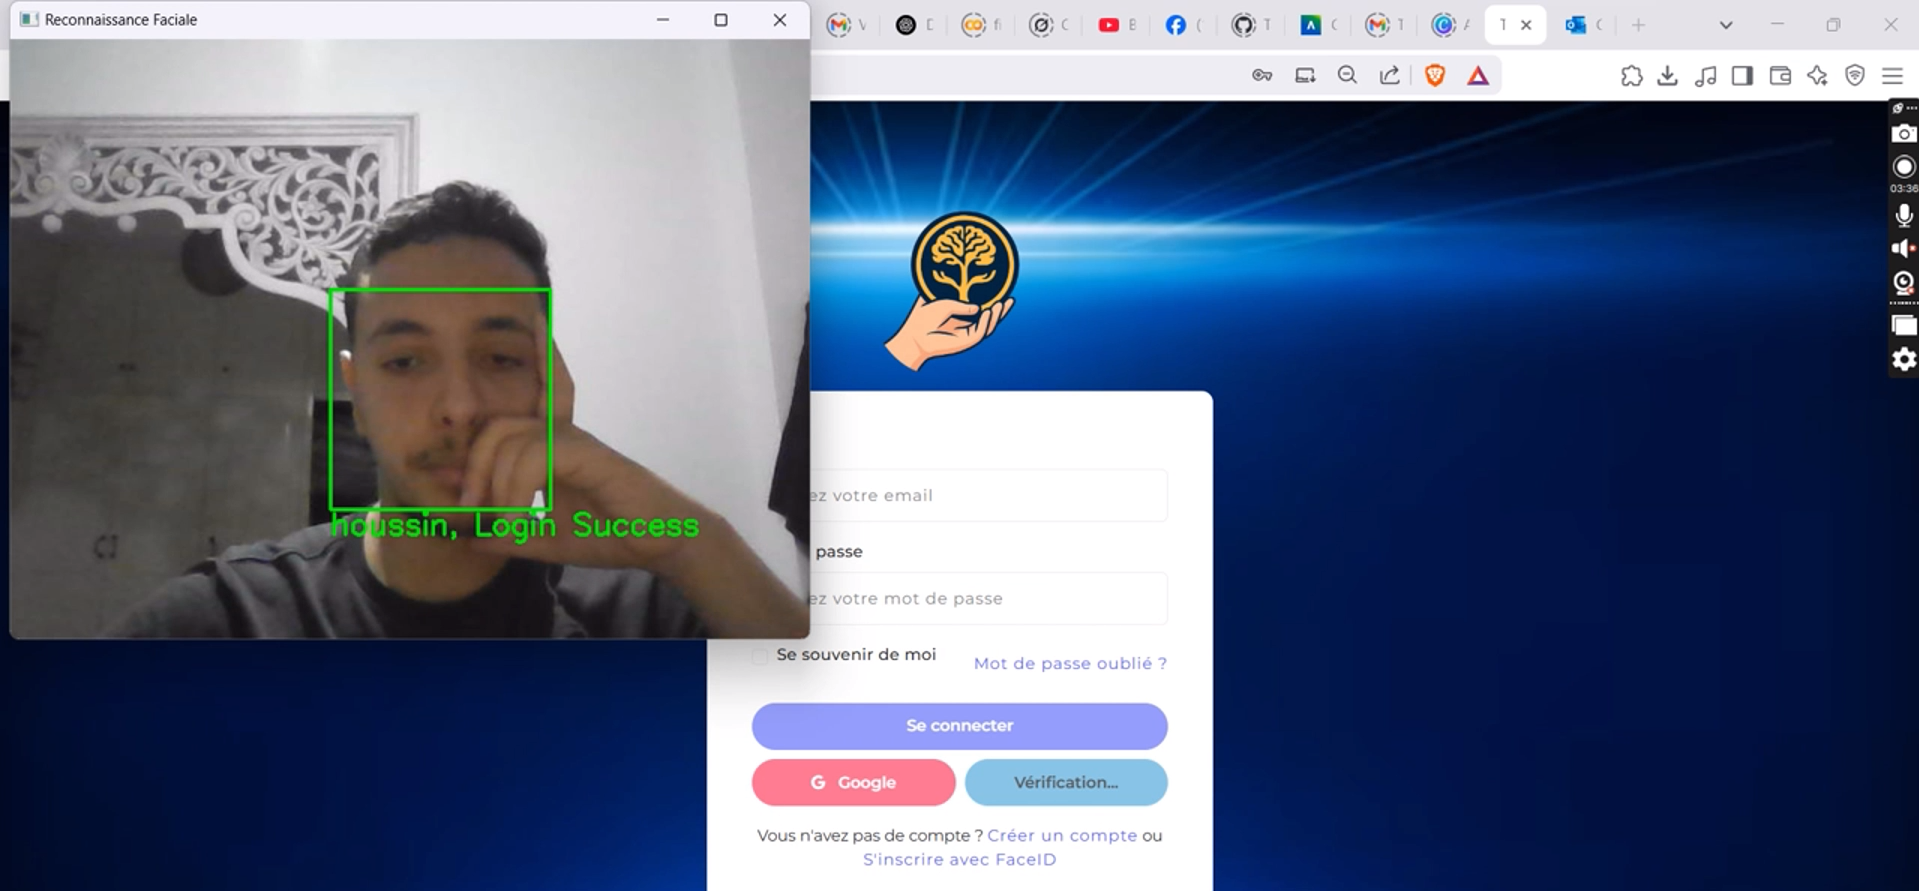 Reconnaissance Faciale
houssin, Login Success
03:36
ez votre email
passe
ez votre mot de passe
Se souvenir de moi
Mot de passe oublié ?
Se connecter
G Google
Vérification...
Vous n'avez pas de compte ? Créer un compte ou
S'inscrire avec FaceID